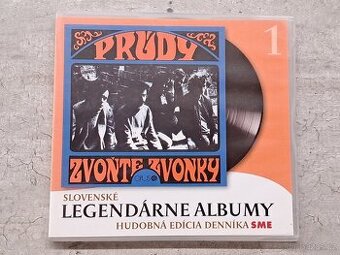 PRÚDY
1
ZVOŇTE ZVONKY
SLOVENSKÉ
LEGENDÁRNE ALBUMY
HUDOBNÁ EDÍCIA DENNÍKA SME